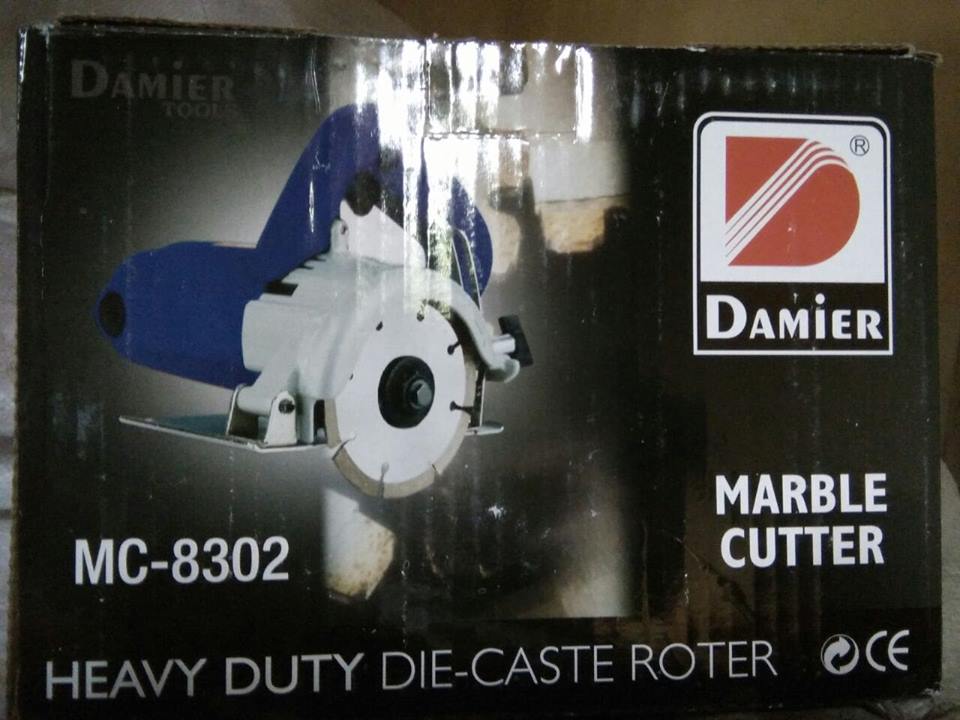 DAMiER
TOOLS
®
DAMiER
MARBLE
CUTTER
MC-8302
HEAVY DUTY DIE-CASTE ROTER CE